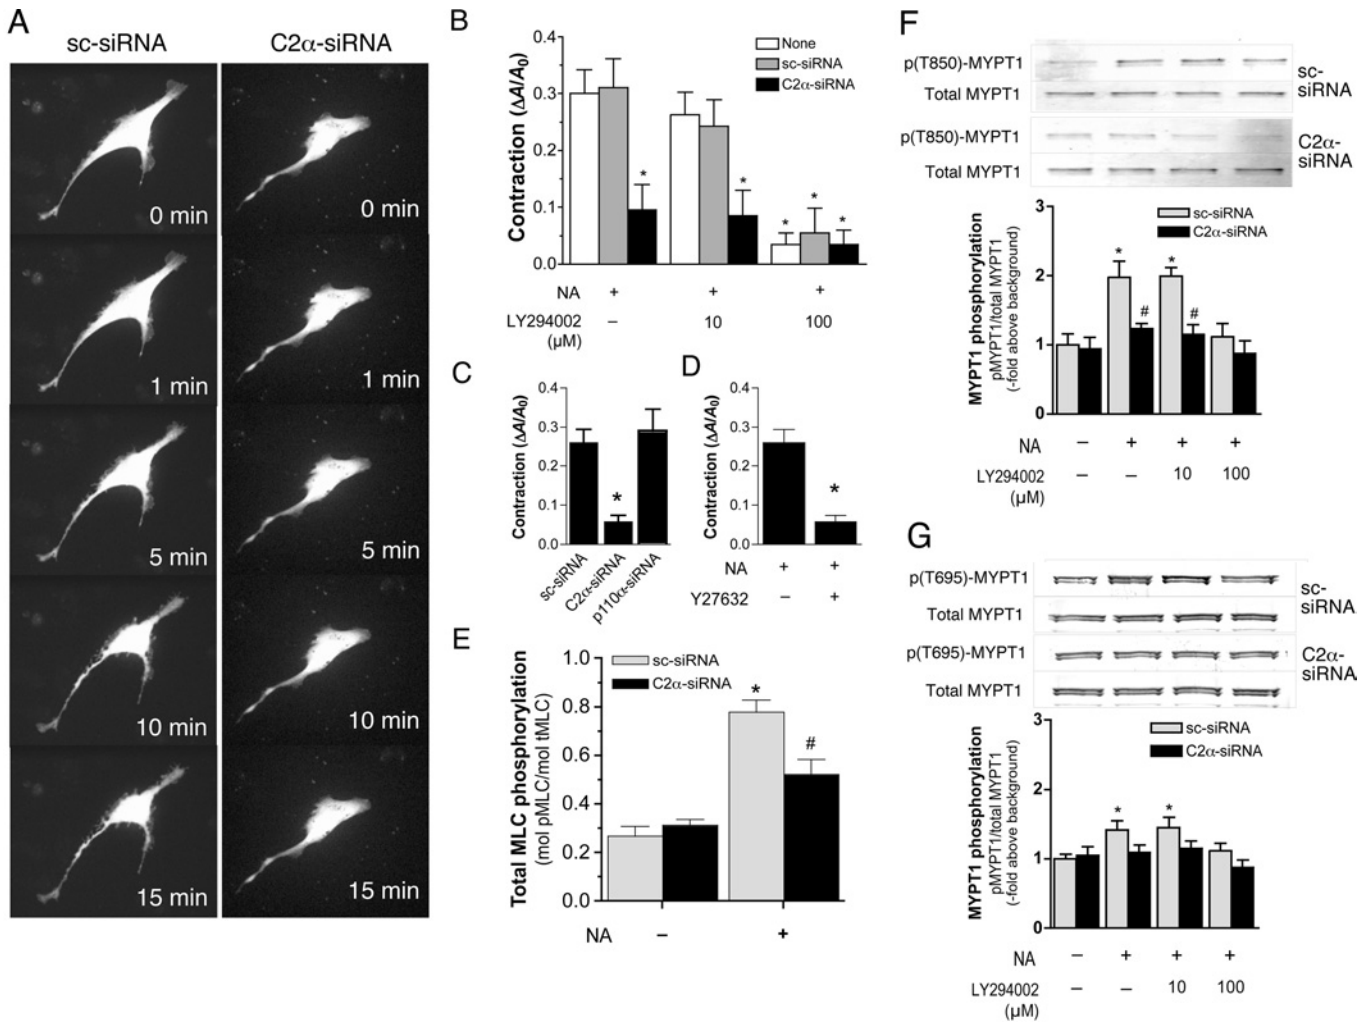 A
sc-siRNA
C2α-siRNA
0 min
0 min
1 min
1 min
5 min
5 min
10 min
10 min
15 min
15 min
B
Contraction (ΔA/A0)
0.4
0.3
0.2
0.1
0.0
None
sc-siRNA
C2α-siRNA
*
*
*
*
*
NA
+
+
+
LY294002
(μM)
–
10
100
C
Contraction (ΔA/A0)
0.4
0.3
0.2
0.1
0.0
*
sc-siRNA
C2α-siRNA
p110α-siRNA
D
Contraction (ΔA/A0)
0.4
0.3
0.2
0.1
0.0
*
NA
+
+
Y27632
–
+
E
Total MLC phosphorylation
(mol pMLC/mol tMLC)
1.0
0.8
0.6
0.4
0.2
0.0
sc-siRNA
C2α-siRNA
*
#
NA
–
+
F
p(T850)-MYPT1
Total MYPT1
sc-
siRNA
p(T850)-MYPT1
Total MYPT1
C2α-
siRNA
MYPT1 phosphorylation
pMYPT1/total MYPT1
(-fold above background)
3
2
1
0
sc-siRNA
C2α-siRNA
*
#
*
#
NA
–
+
+
+
LY294002
(μM)
–
–
10
100
G
p(T695)-MYPT1
Total MYPT1
sc-
siRNA
p(T695)-MYPT1
Total MYPT1
C2α-
siRNA
MYPT1 phosphorylation
pMYPT1/total MYPT1
(-fold above background)
3
2
1
0
sc-siRNA
C2α-siRNA
*
*
NA
–
+
+
+
LY294002
(μM)
–
–
10
100